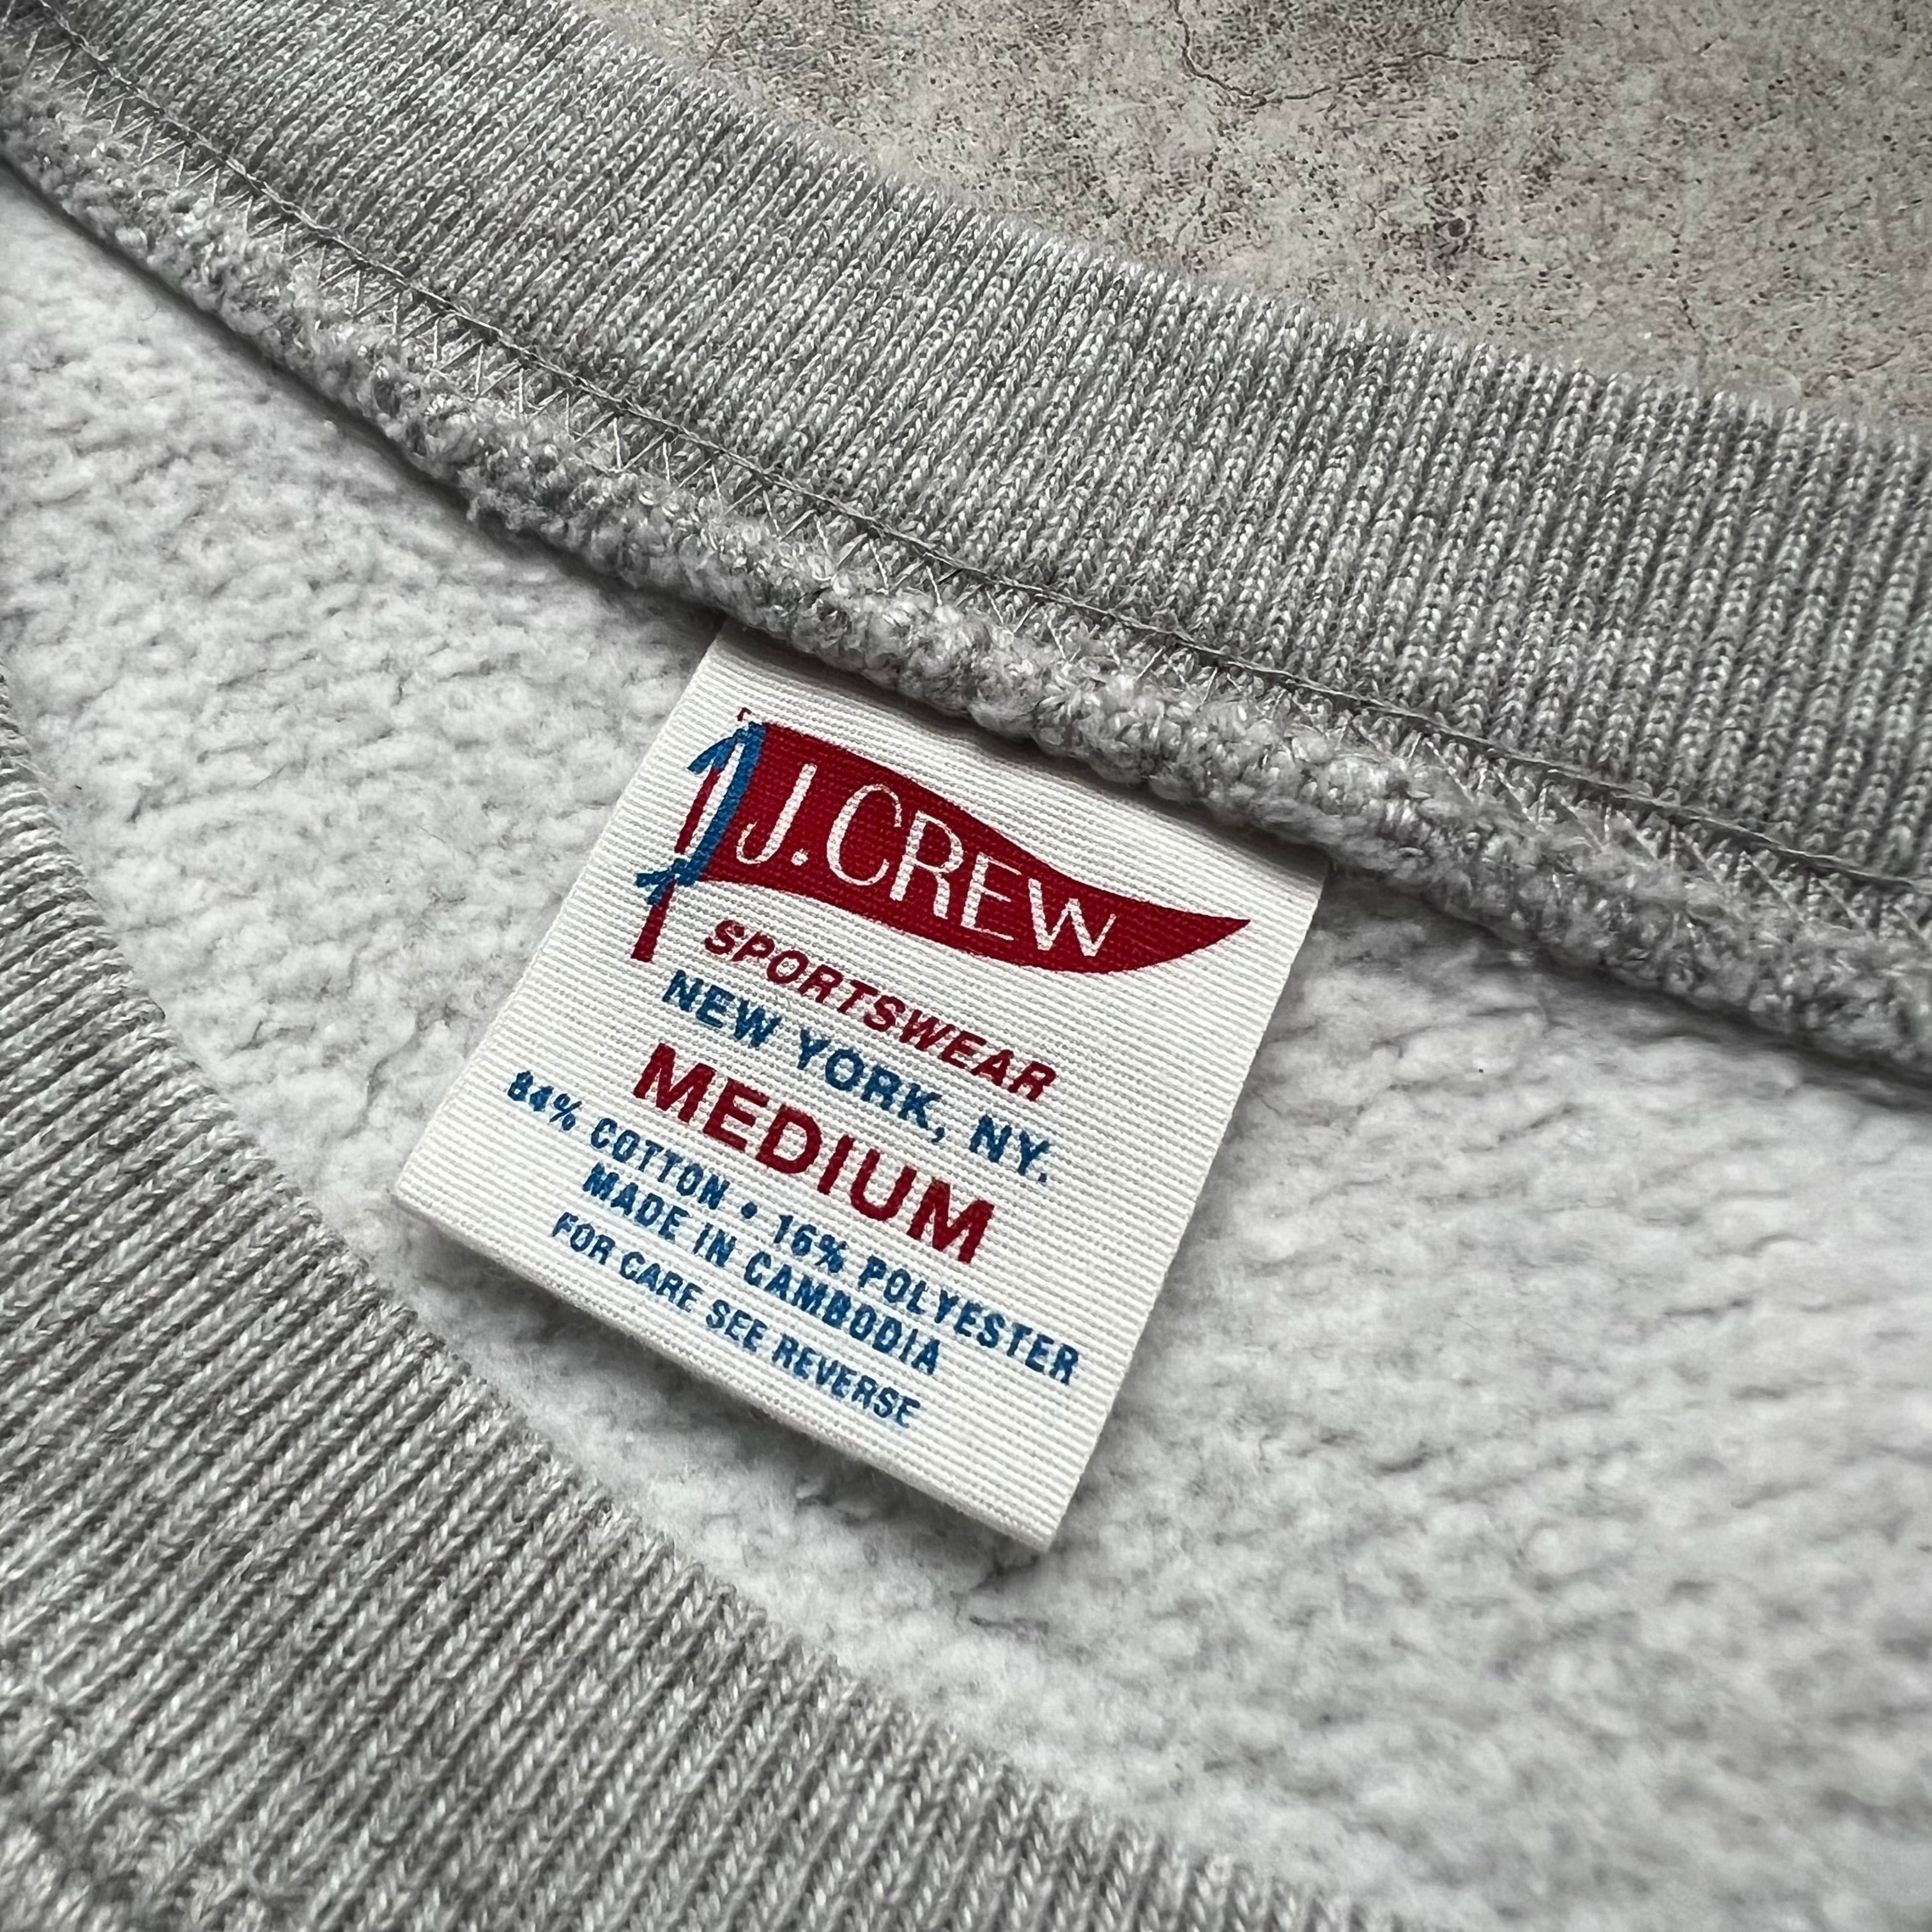 J.CREW
SPORTSWEAR
NEW YORK, NY.
MEDIUM
84% COTTON • 16% POLYESTER
MADE IN CAMBODIA
FOR CARE SEE REVERSE